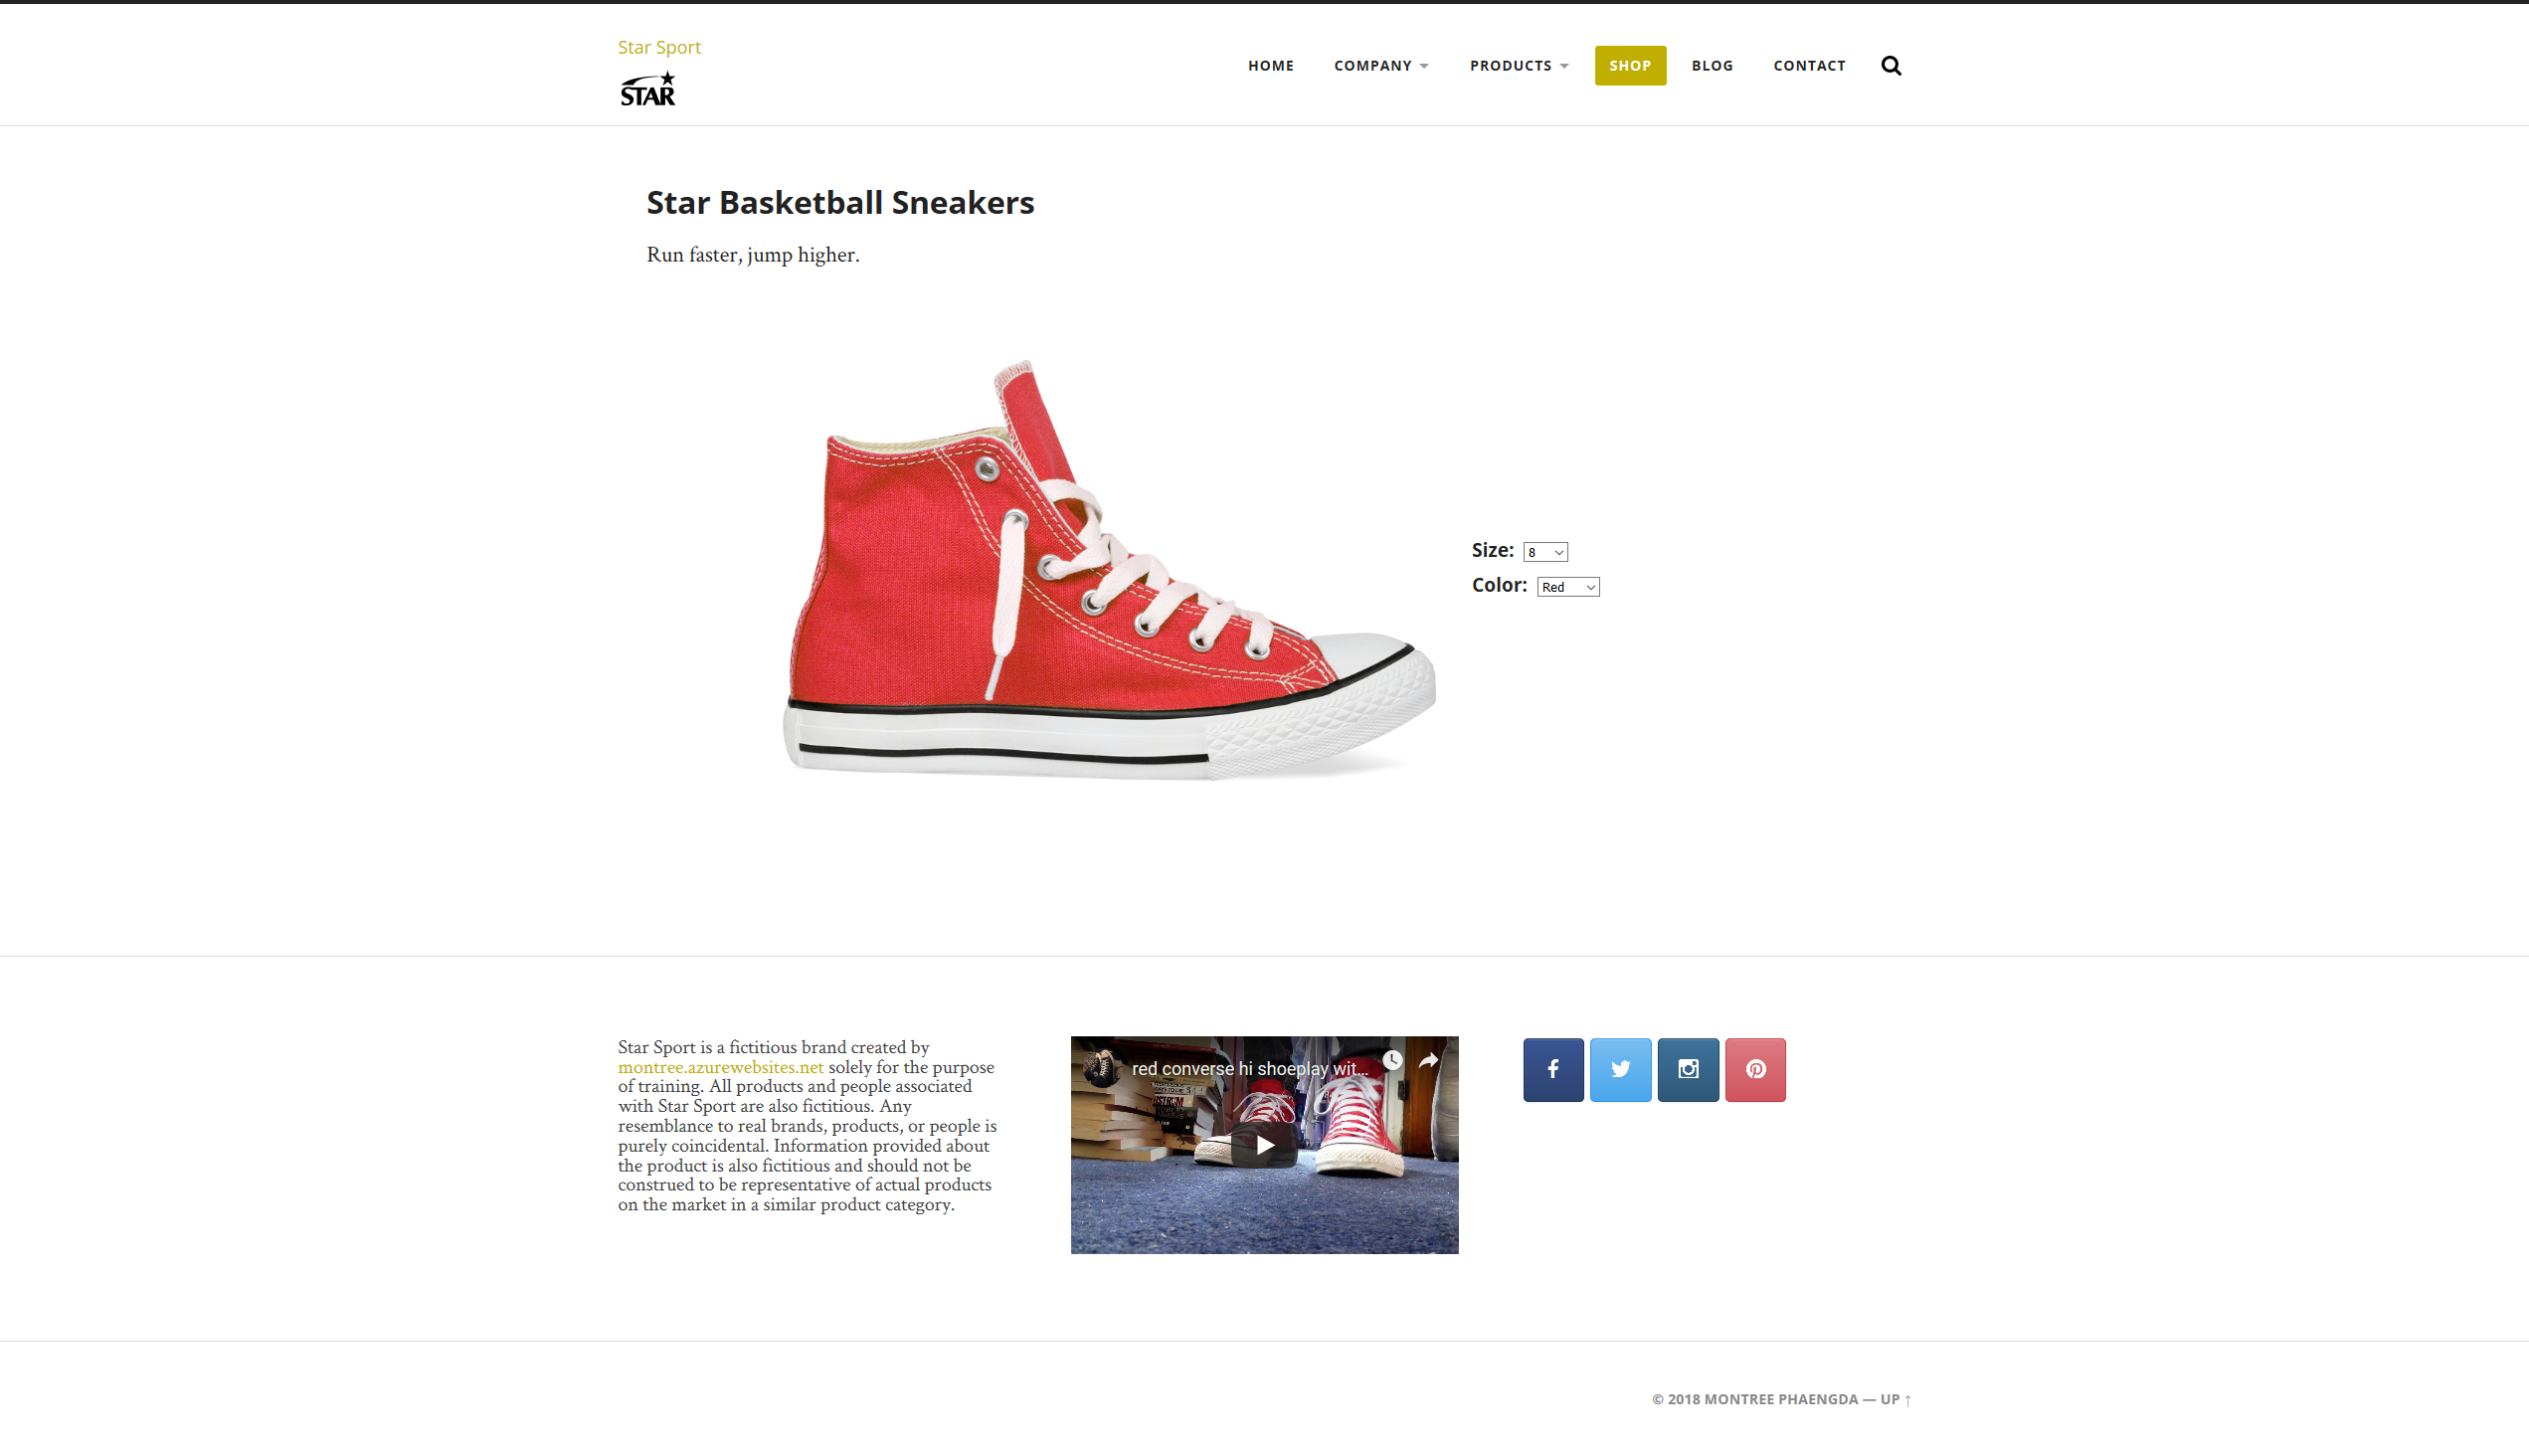 Star Sport
STAR
HOME COMPANY PRODUCTS SHOP BLOG CONTACT
Star Basketball Sneakers
Run faster, jump higher.
Size: 8
Color: Red
Star Sport is a fictitious brand created by
montree.azurewebsites.net solely for the purpose
of training. All products and people associated
with Star Sport are also fictitious. Any
resemblance to real brands, products, or people is
purely coincidental. Information provided about
the product is also fictitious and should not be
construed to be representative of actual products
on the market in a similar product category.
red converse hi shoeplay wit...
© 2018 MONTREE PHAENGDA — UP ↑